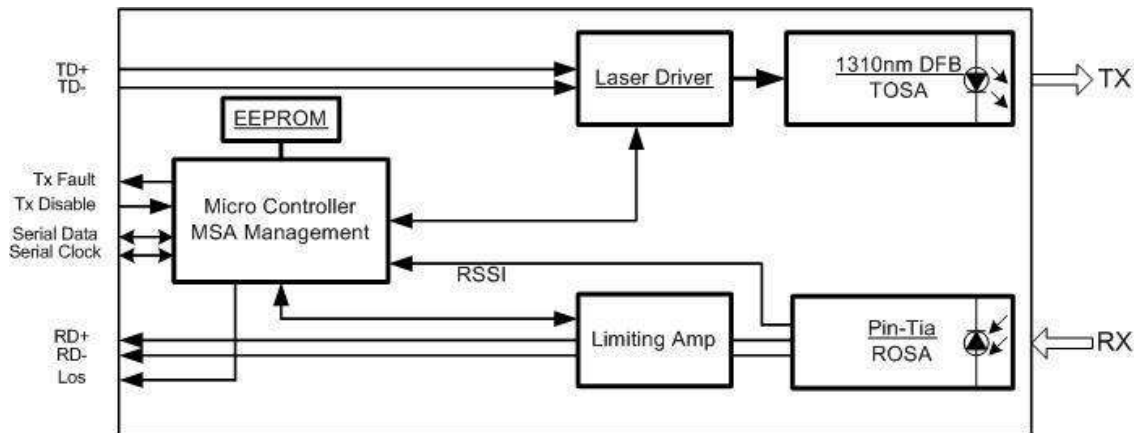 TD+
TD-
Laser Driver
1310nm DFB
TOSA
TX
EEPROM
Tx Fault
Tx Disable
Serial Data
Serial Clock
Micro Controller
MSA Management
RSSI
RD+
RD-
Los
Limiting Amp
Pin-Tia
ROSA
RX